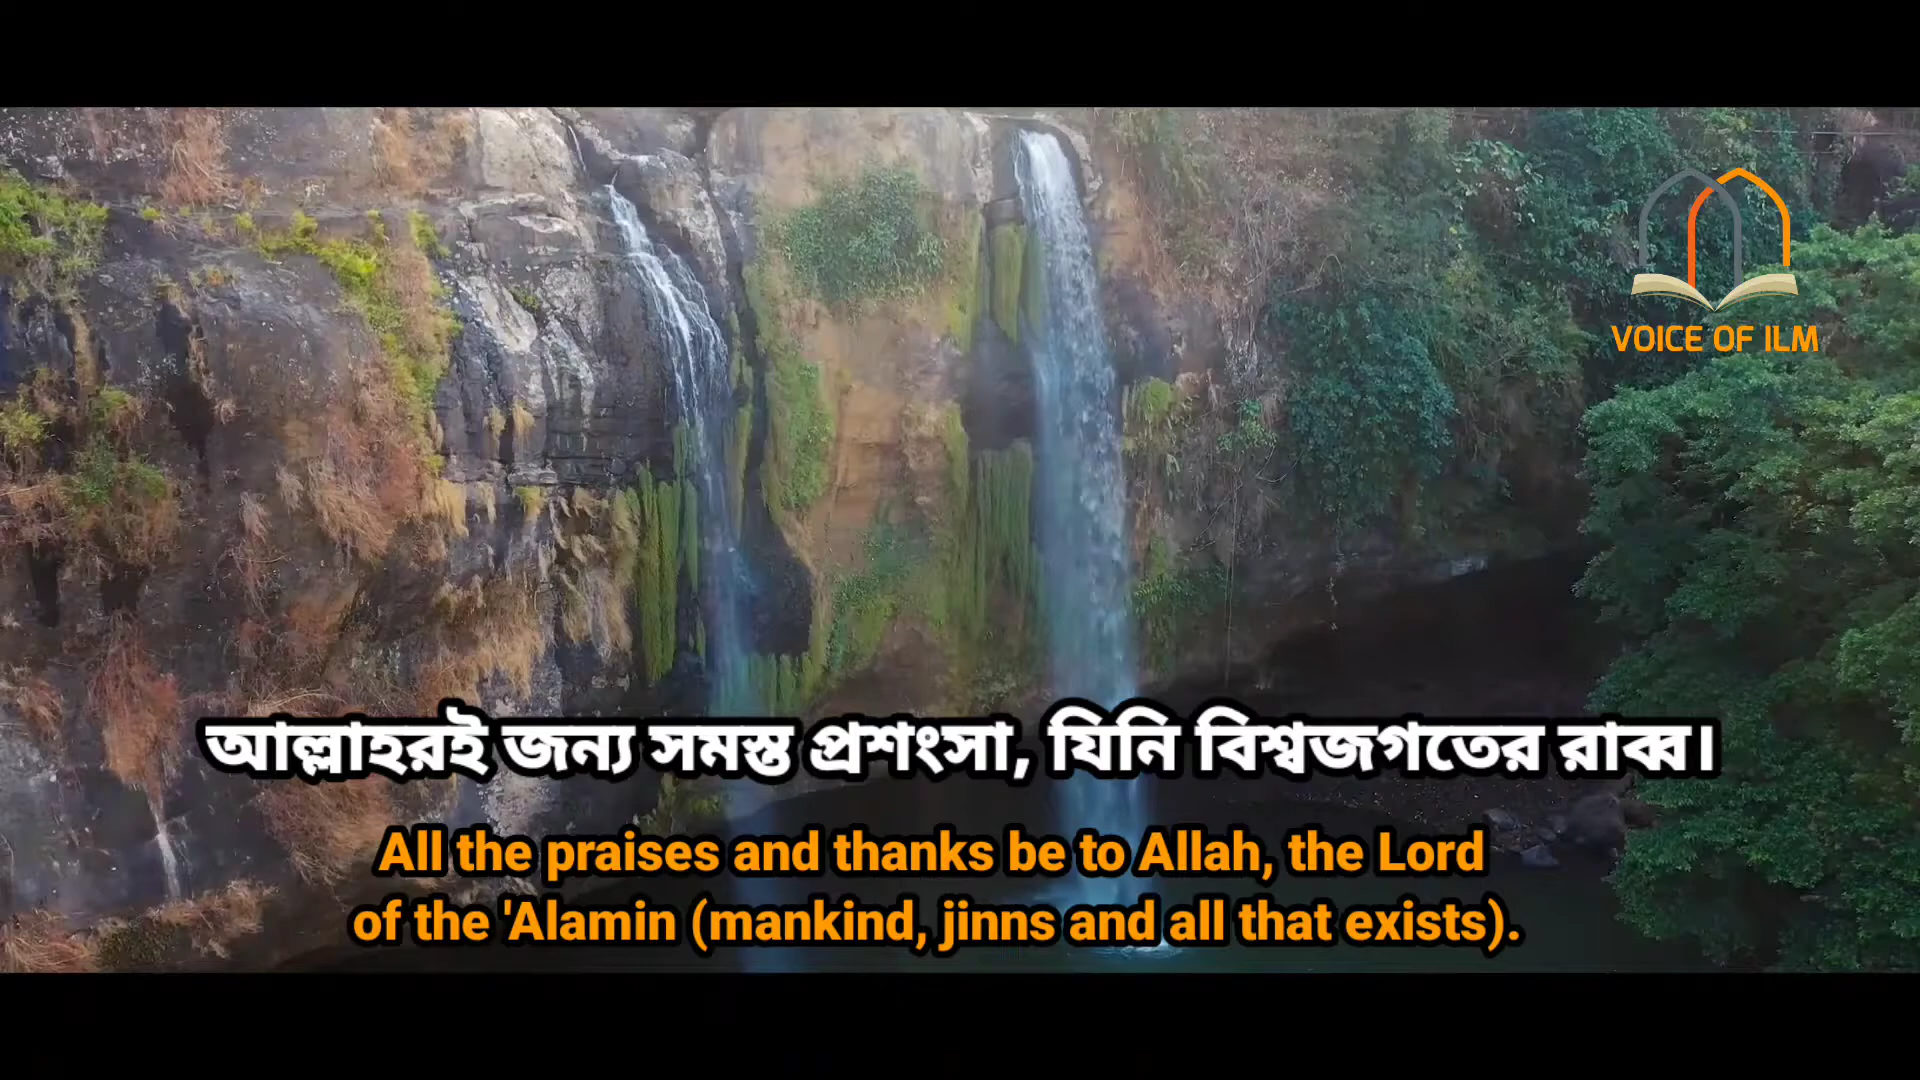 VOICE OF ILM
আল্লাহরই জন্য সমস্ত প্রশংসা, যিনি বিশ্বজগতের রাব্ব।
All the praises and thanks be to Allah, the Lord
of the 'Alamin (mankind, jinns and all that exists).